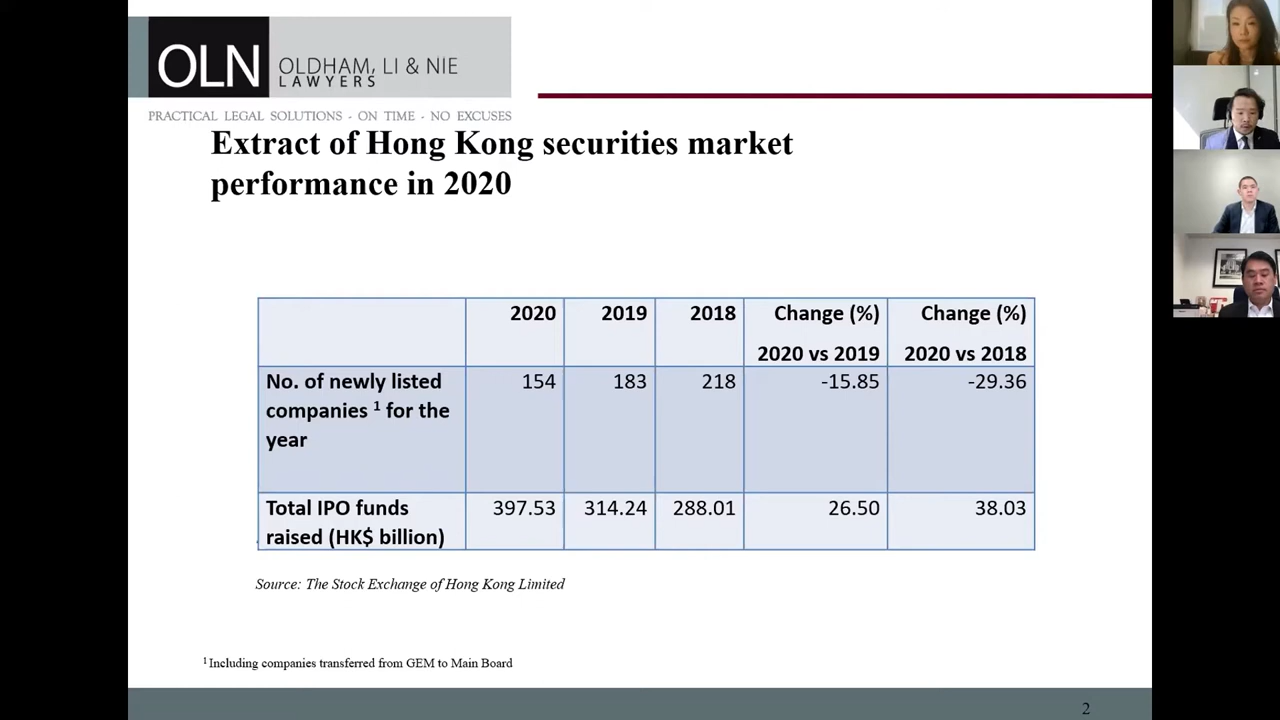 OLN
OLDHAM, LI & NIE
LAWYERS
PRACTICAL LEGAL SOLUTIONS - ON TIME - NO EXCUSES
Extract of Hong Kong securities market
performance in 2020
2020 2019 2018 Change (%) Change (%)
2020 vs 2019 2020 vs 2018
No. of newly listed 154 183 218 -15.85 -29.36
companies 1 for the
year
Total IPO funds 397.53 314.24 288.01 26.50 38.03
raised (HK$ billion)
Source: The Stock Exchange of Hong Kong Limited
1 Including companies transferred from GEM to Main Board
2